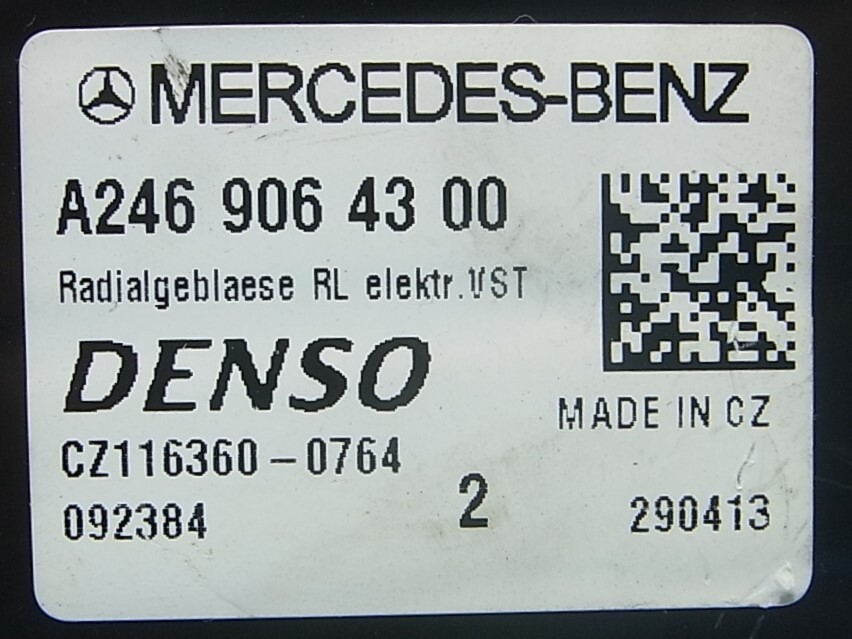 MERCEDES-BENZ
A246 906 43 00
Radialgeblaese RL elektr.VST
DENSO
MADE IN CZ
CZ116360-0764
092384
2
290413